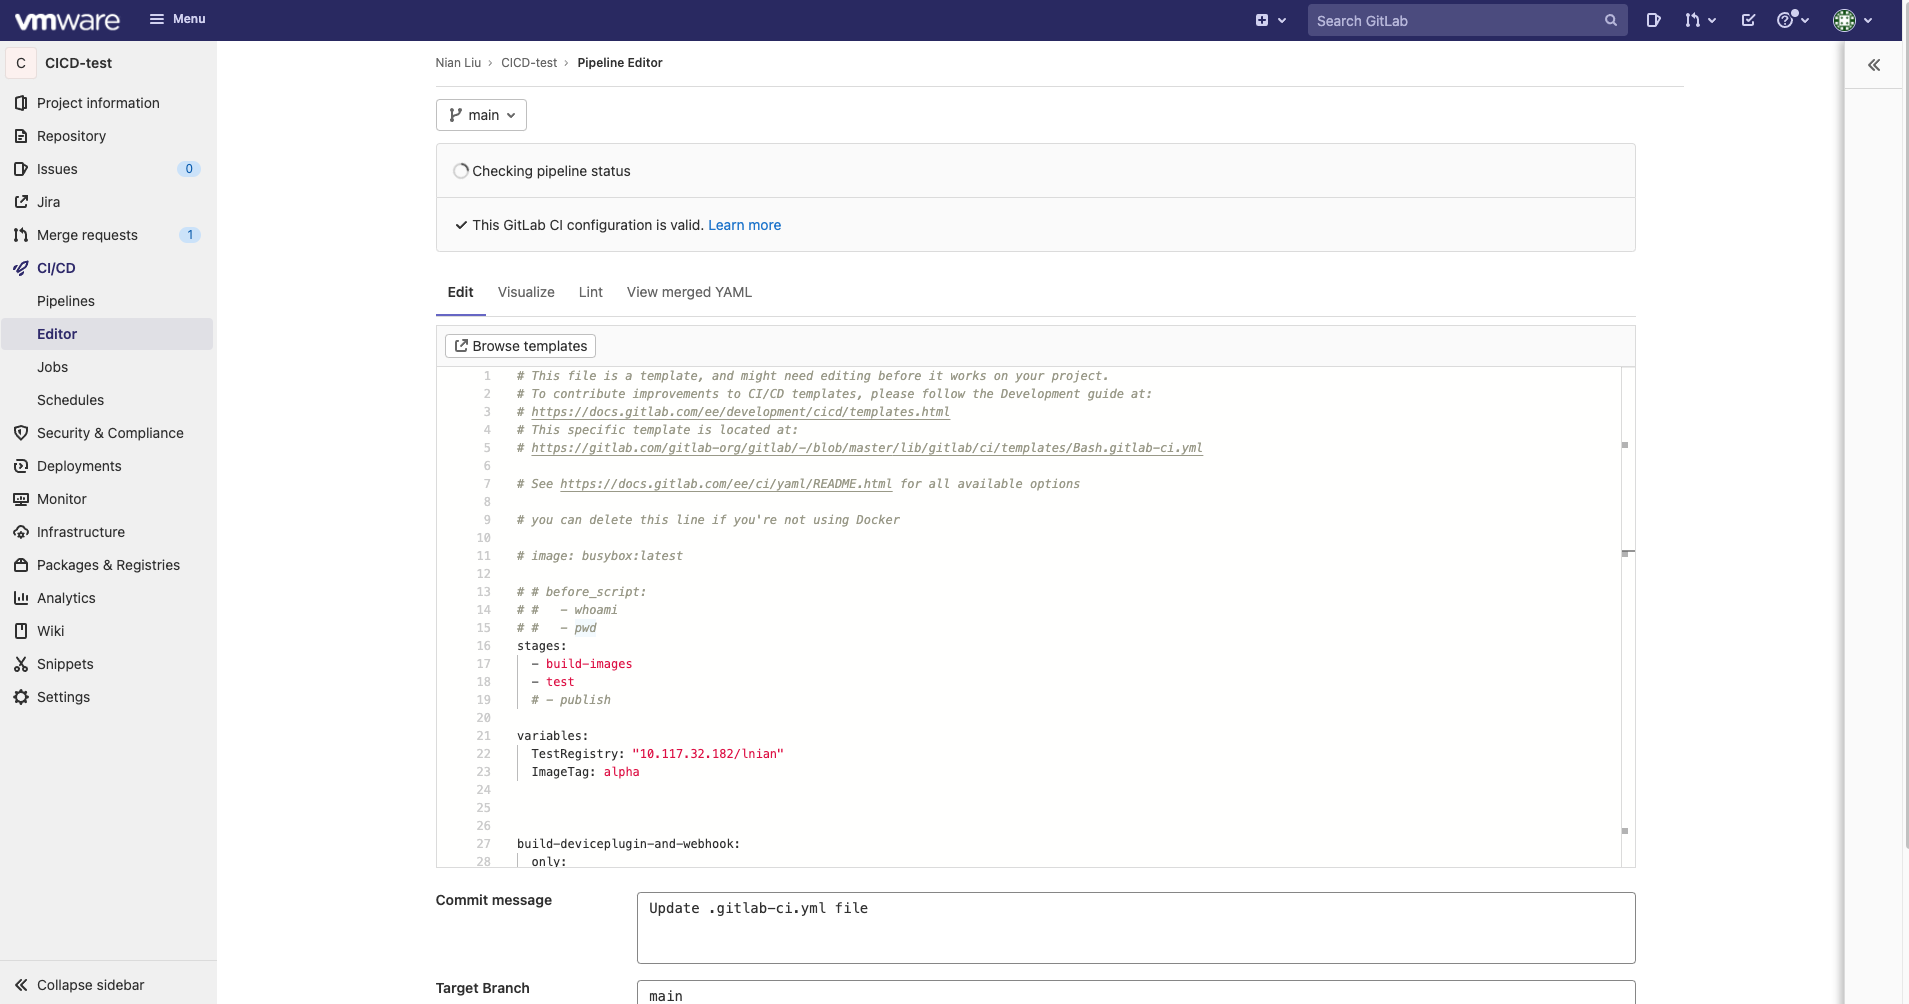 vmware
Menu
Search GitLab
C
CICD-test
Project information
Repository
Issues
0
Jira
Merge requests
1
CI/CD
Pipelines
Editor
Jobs
Schedules
Security & Compliance
Deployments
Monitor
Infrastructure
Packages & Registries
Analytics
Wiki
Snippets
Settings
Collapse sidebar
Nian Liu › CICD-test › Pipeline Editor
main
Checking pipeline status
This GitLab CI configuration is valid. Learn more
Edit Visualize Lint View merged YAML
Browse templates
1 # This file is a template, and might need editing before it works on your project.
2 # To contribute improvements to CI/CD templates, please follow the Development guide at:
3 # https://docs.gitlab.com/ee/development/cicd/templates.html
4 # This specific template is located at:
5 # https://gitlab.com/gitlab-org/gitlab/-/blob/master/lib/gitlab/ci/templates/Bash.gitlab-ci.yml
6
7 # See https://docs.gitlab.com/ee/ci/yaml/README.html for all available options
8
9 # you can delete this line if you're not using Docker
10
11 # image: busybox:latest
12
13 # # before_script:
14 # #   - whoami
15 # #   - pwd
16 stages:
17   - build-images
18   - test
19   # - publish
20
21 variables:
22   TestRegistry: "10.117.32.182/lnian"
23   ImageTag: alpha
24
25
26
27 build-deviceplugin-and-webhook:
28   only:
Commit message
Update .gitlab-ci.yml file
Target Branch
main